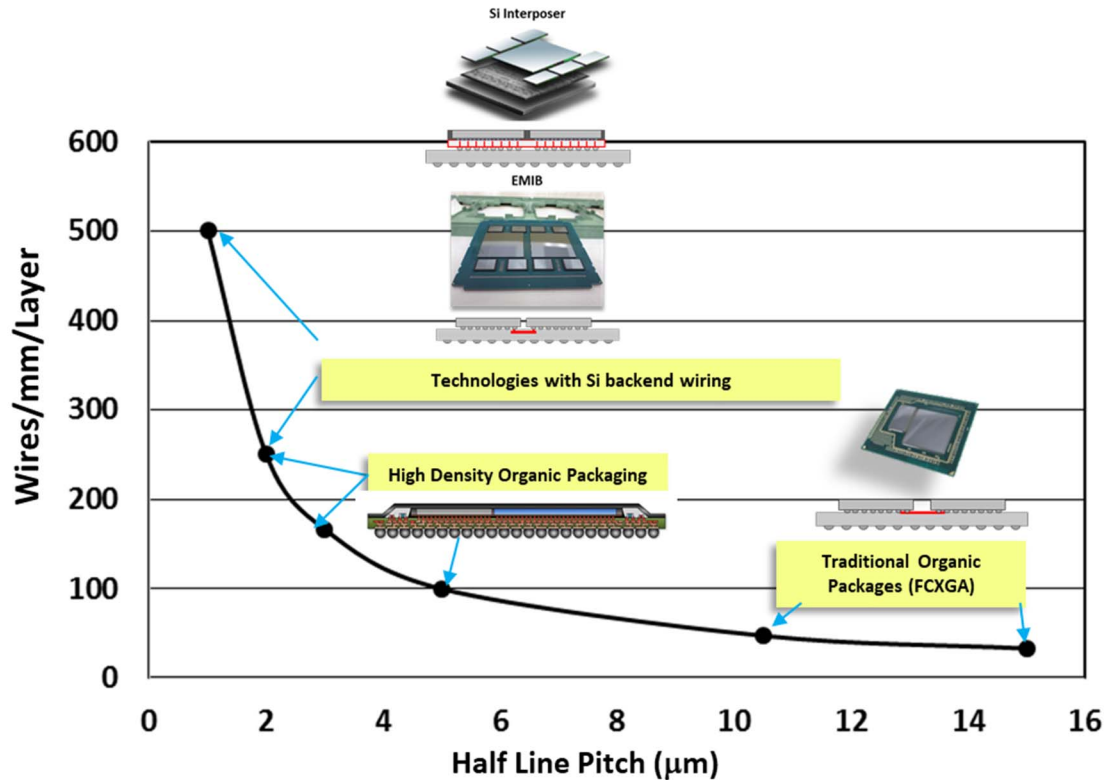 Si Interposer
600
EMIB
500
400
Technologies with Si backend wiring
300
High Density Organic Packaging
200
Traditional Organic
Packages (FCXGA)
100
0
0 2 4 6 8 10 12 14 16
Half Line Pitch (μm)
Wires/mm/Layer